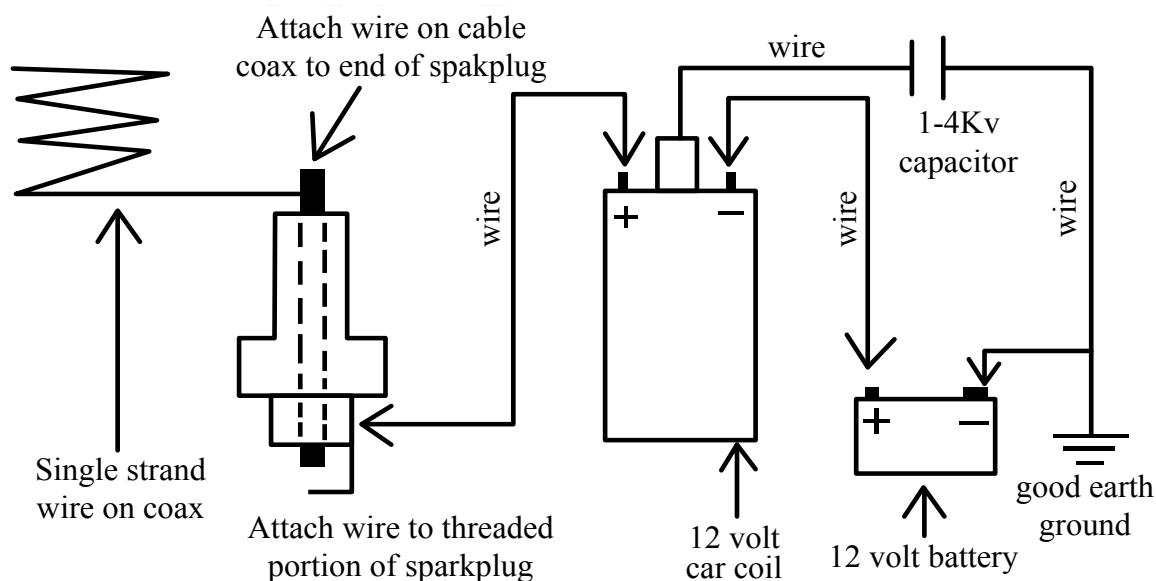 Attach wire on cable
coax to end of spakplug
wire
1-4Kv
capacitor
wire
wire
wire
+
−
+
−
Single strand
wire on coax
Attach wire to threaded
portion of sparkplug
12 volt
car coil
12 volt battery
good earth
ground